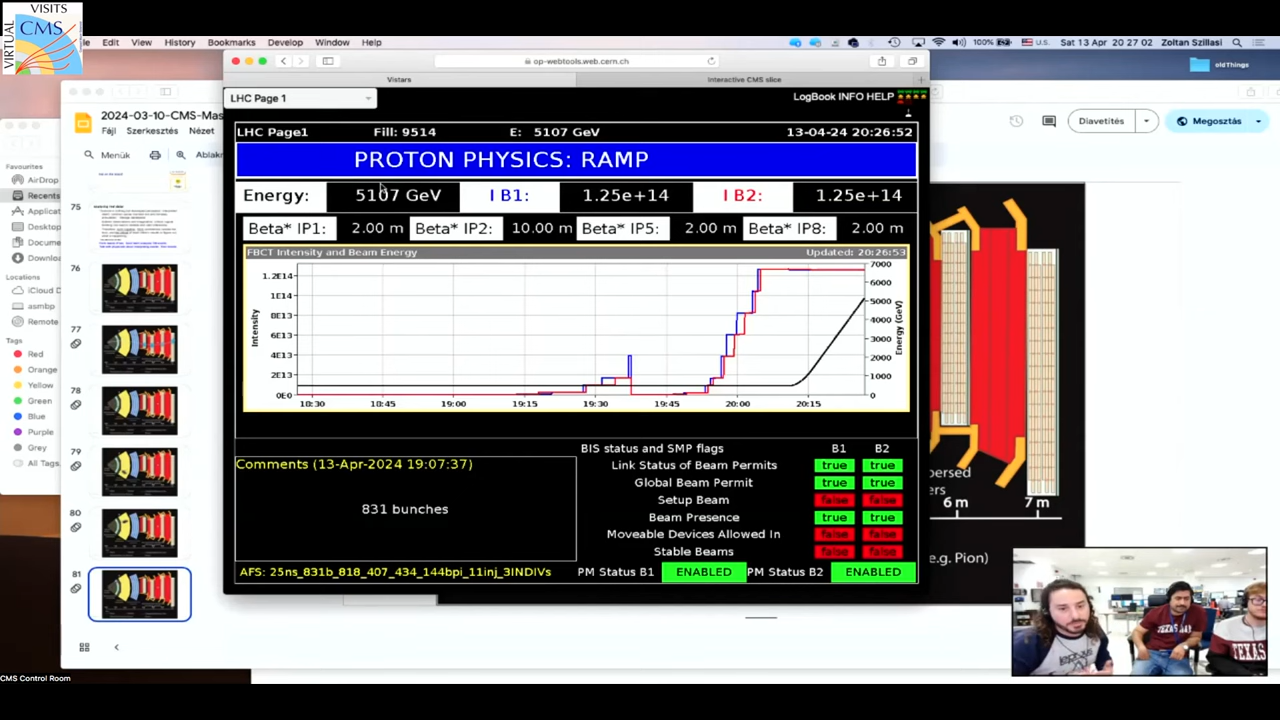 VIRTUAL VISITS
CMS
Edit View History Bookmarks Develop Window Help
100% U.S. Sat 13 Apr 20 27 02 Zoltan Szillasi
oldThings
op-webtools.web.cern.ch
Vistars
Interactive CMS slice
2024-03-10-CMS-Mas
Fájl Szerkesztés Nézet
Menük
Ablak
Diavetítés
Megosztás
Favourites
AirDrop
Recents
Applicat
Desktop
Docume
Downlo
Locations
iCloud D
asmbp
Remote
Tags
Red
Orange
Yellow
Green
Blue
Purple
Grey
All Tags
75
76
77
78
79
80
81
LHC Page 1
LogBook INFO HELP
LHC Page1 Fill: 9514 E: 5107 GeV 13-04-24 20:26:52
PROTON PHYSICS: RAMP
Energy: 5107 GeV I B1: 1.25e+14 I B2: 1.25e+14
Beta* IP1: 2.00 m Beta* IP2: 10.00 m Beta* IP5: 2.00 m Beta* IP8: 2.00 m
FBCT Intensity and Beam Energy Updated: 20:26:53
Intensity
1.2E14
1E14
8E13
6E13
4E13
2E13
0E0
18:30 18:45 19:00 19:15 19:30 19:45 20:00 20:15
7000
6000
5000
4000
3000
2000
1000
0
Energy (GeV)
Comments (13-Apr-2024 19:07:37)
831 bunches
BIS status and SMP flags B1 B2
Link Status of Beam Permits true true
Global Beam Permit true true
Setup Beam false false
Beam Presence true true
Moveable Devices Allowed In false false
Stable Beams false false
AFS: 25ns_831b_818_407_434_144bpi_11inj_3INDIVs
PM Status B1 ENABLED PM Status B2 ENABLED
persed
ers
6 m 7 m
e.g. Pion)
TEXAS
CMS Control Room